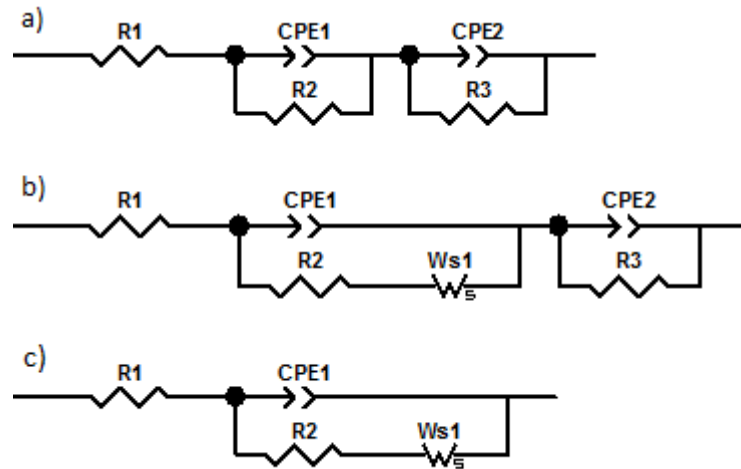 a)
R1 CPE1 CPE2
R2 R3
b)
R1 CPE1 CPE2
R2 Ws1 R3
s
c)
R1 CPE1
R2 Ws1
s